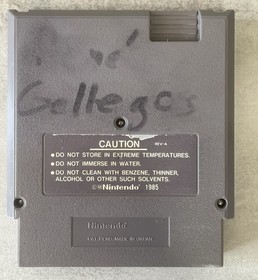 René
Gallegos
CAUTION REV-A
• DO NOT STORE IN EXTREME TEMPERATURES.
• DO NOT IMMERSE IN WATER.
• DO NOT CLEAN WITH BENZENE, THINNER,
ALCOHOL OR OTHER SUCH SOLVENTS.
©®Nintendo® 1985
Nintendo®